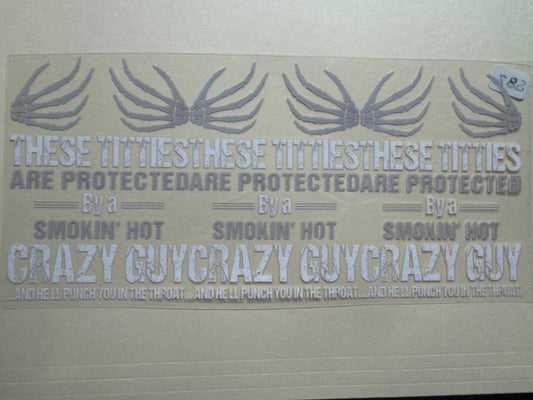 582
THESE TITTIESTHESE TITTIESTHESE TITTIES
ARE PROTECTEDARE PROTECTEDARE PROTECTED
By a By a By a
SMOKIN' HOT SMOKIN' HOT SMOKIN' HOT
CRAZY GUYCRAZY GUYCRAZY GUY
...AND HE'LL PUNCH YOU IN THE THROAT. ...AND HE'LL PUNCH YOU IN THE THROAT. ...AND HE'LL PUNCH YOU IN THE THROAT.